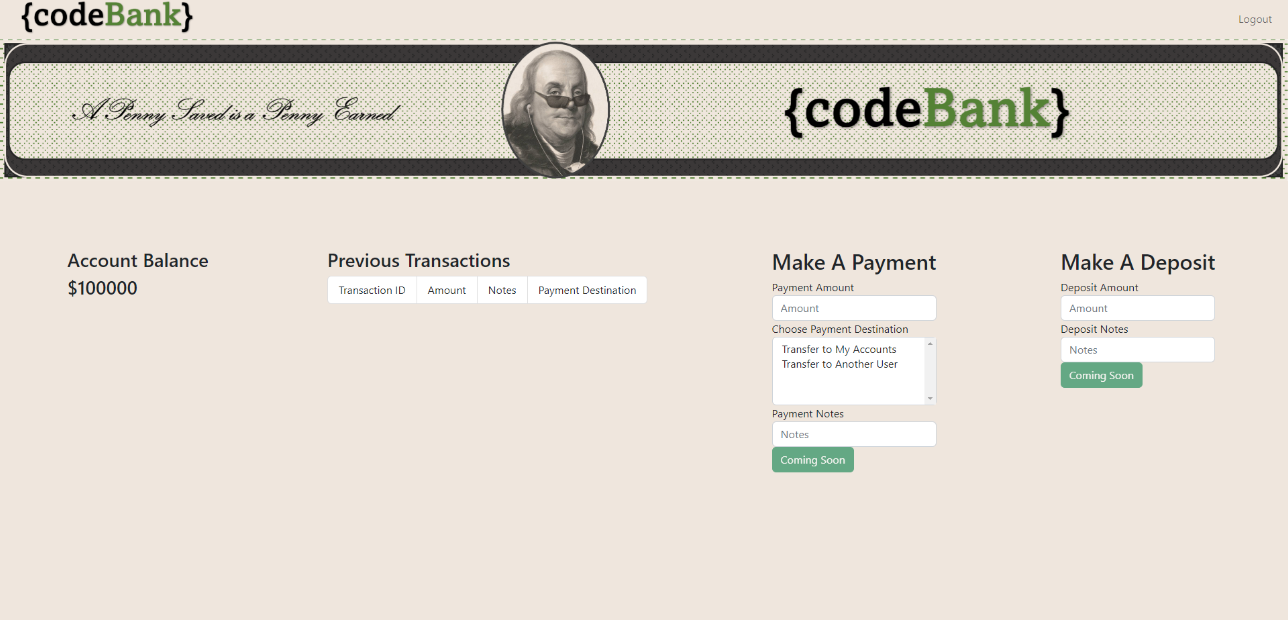 {codeBank}
Logout
A Penny Saved is a Penny Earned.
{codeBank}
Account Balance
$100000
Previous Transactions
Transaction ID Amount Notes Payment Destination
Make A Payment
Payment Amount
Amount
Choose Payment Destination
Transfer to My Accounts
Transfer to Another User
Payment Notes
Notes
Coming Soon
Make A Deposit
Deposit Amount
Amount
Deposit Notes
Notes
Coming Soon